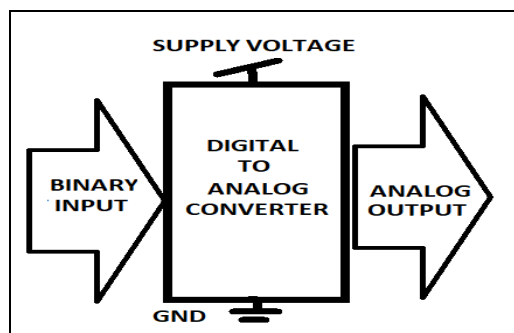 SUPPLY VOLTAGE
DIGITAL
TO
ANALOG
CONVERTER
BINARY
INPUT
ANALOG
OUTPUT
GND